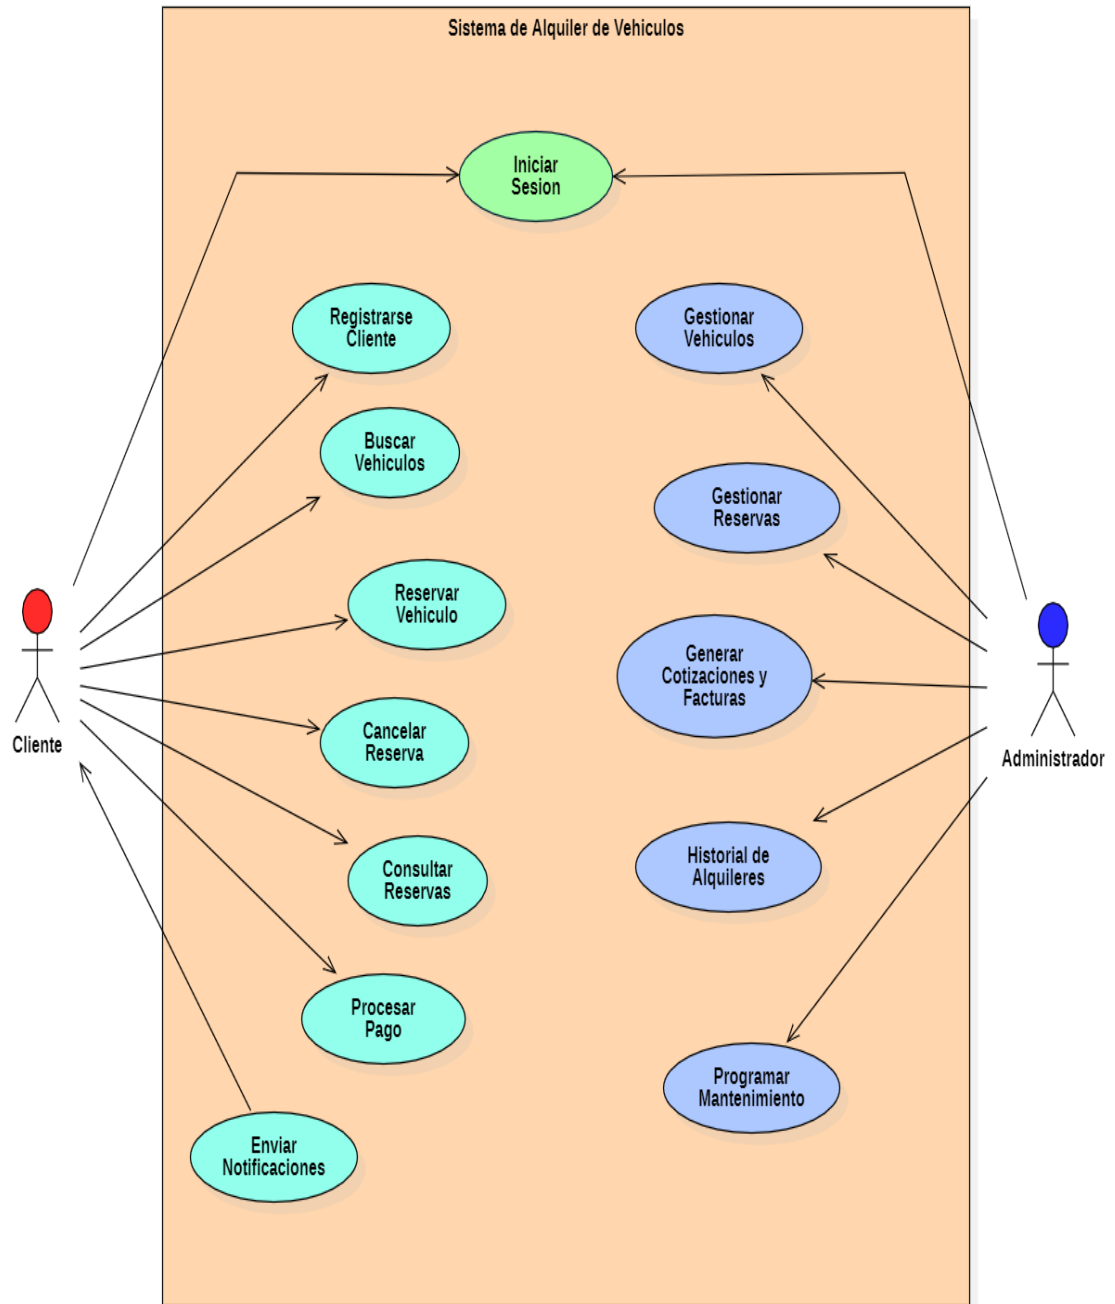 Sistema de Alquiler de Vehiculos
Iniciar
Sesion
Registrarse
Cliente
Gestionar
Vehiculos
Buscar
Vehiculos
Gestionar
Reservas
Reservar
Vehiculo
Generar
Cotizaciones y
Facturas
Cancelar
Reserva
Cliente
Administrador
Consultar
Reservas
Historial de
Alquileres
Procesar
Pago
Programar
Mantenimiento
Enviar
Notificaciones